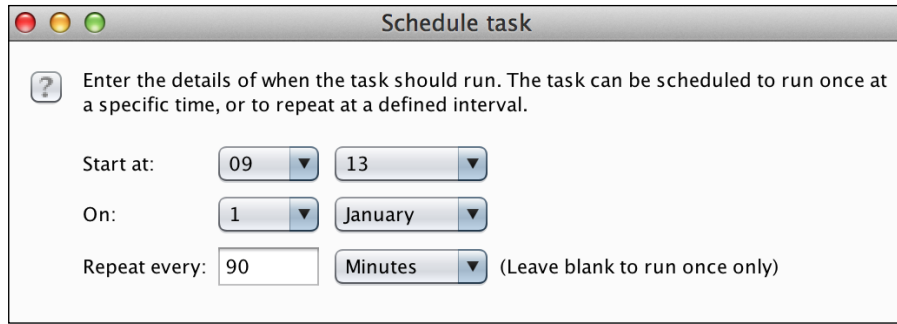 Schedule task
?
Enter the details of when the task should run. The task can be scheduled to run once at
a specific time, or to repeat at a defined interval.
Start at: 09 13
On: 1 January
Repeat every: 90 Minutes (Leave blank to run once only)